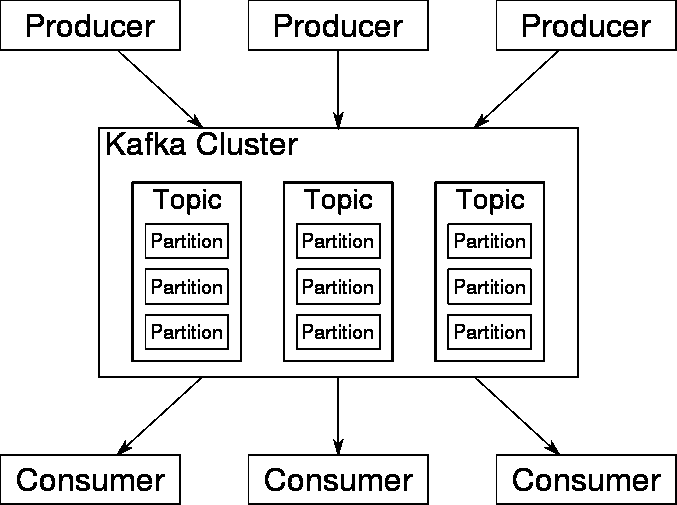 Producer
Producer
Producer
Kafka Cluster
Topic
Topic
Topic
Partition
Partition
Partition
Partition
Partition
Partition
Partition
Partition
Partition
Consumer
Consumer
Consumer